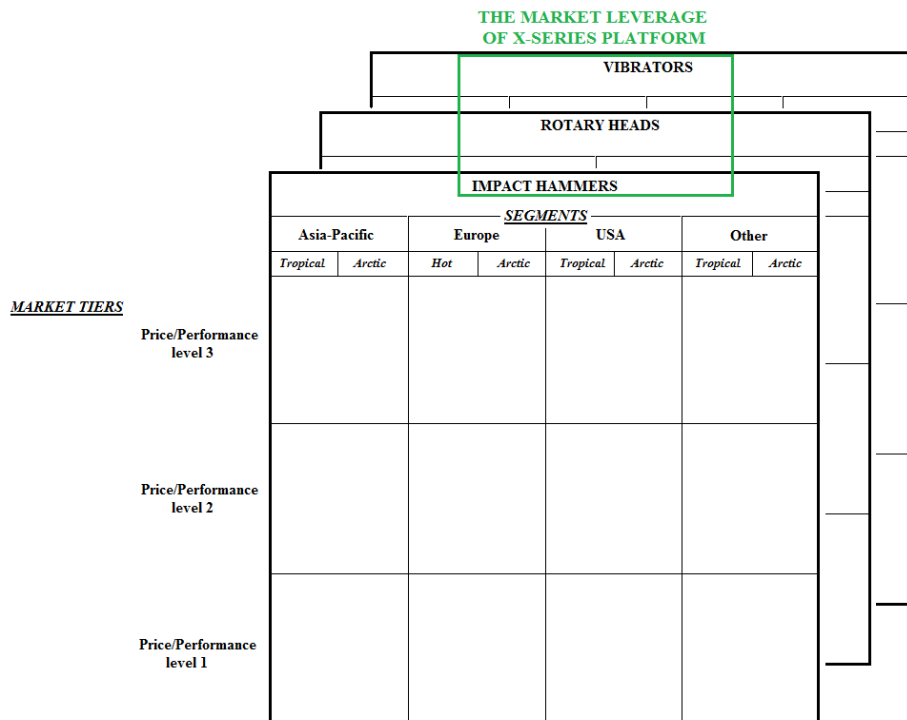 THE MARKET LEVERAGE
OF X-SERIES PLATFORM
VIBRATORS
ROTARY HEADS
IMPACT HAMMERS
SEGMENTS
Asia-Pacific Europe USA Other
Tropical Arctic Hot Arctic Tropical Arctic Tropical Arctic
MARKET TIERS
Price/Performance
level 3
Price/Performance
level 2
Price/Performance
level 1